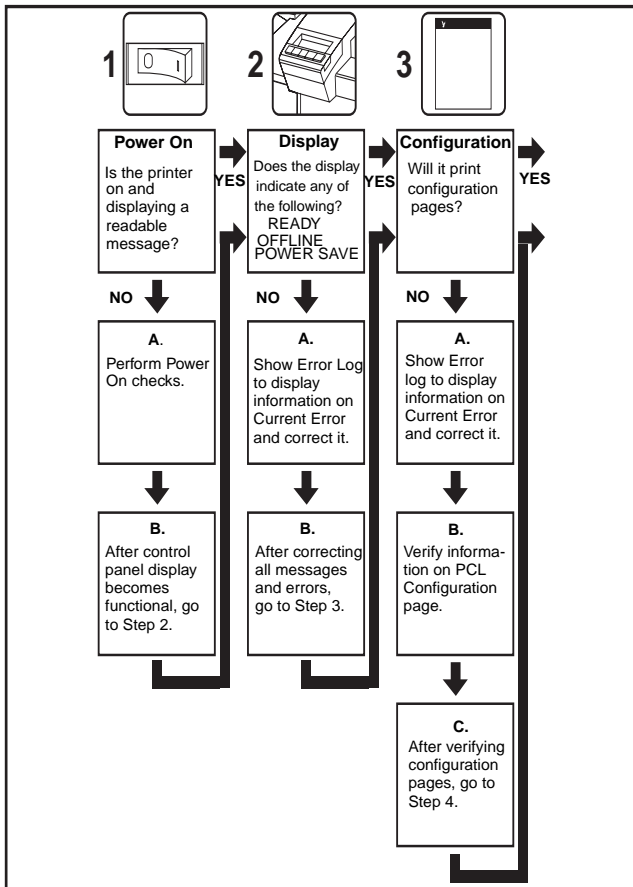 1
2
3
y
Power On
Is the printer
on and
displaying a
readable
message?
YES
NO
A.
Perform Power
On checks.
B.
After control
panel display
becomes
functional, go
to Step 2.
Display
Does the display
indicate any of
the following?
READY
OFFLINE
POWER SAVE
YES
NO
A.
Show Error Log
to display
information on
Current Error
and correct it.
B.
After correcting
all messages
and errors,
go to Step 3.
Configuration
Will it print
configuration
pages?
YES
NO
A.
Show Error
log to display
information on
Current Error
and correct it.
B.
Verify informa-
tion on PCL
Configuration
page.
C.
After verifying
configuration
pages, go to
Step 4.